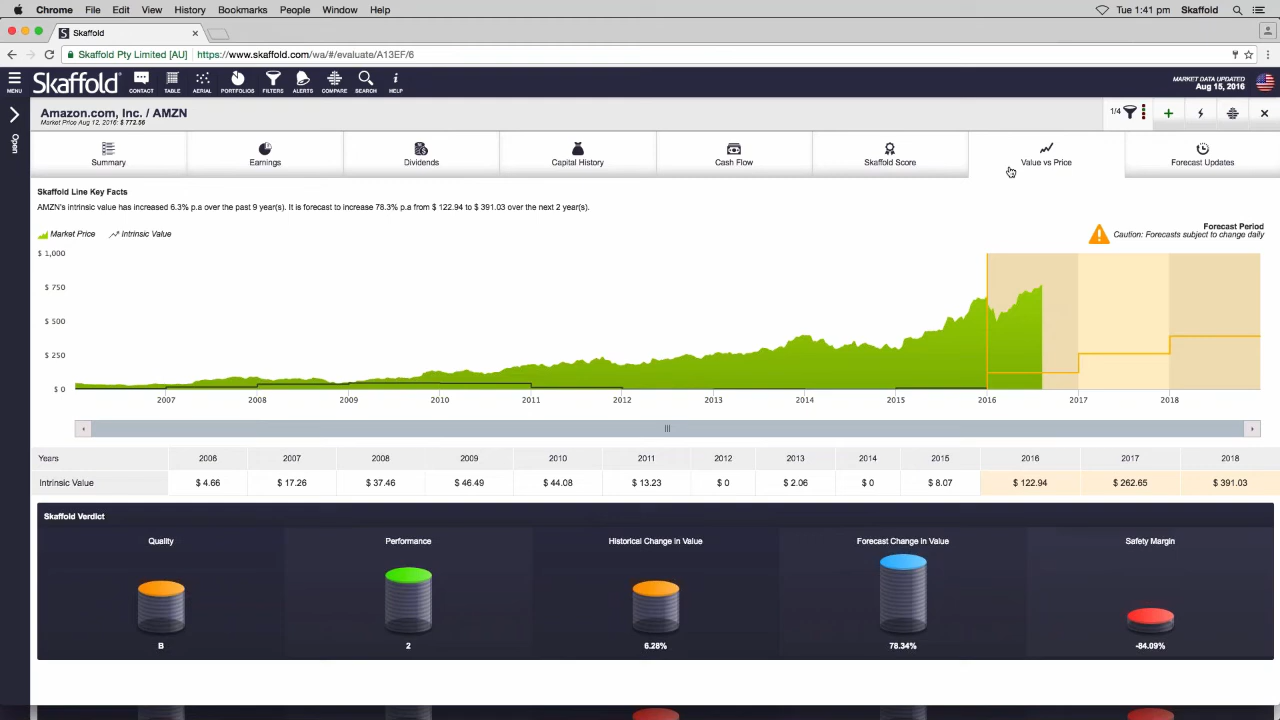 Chrome File Edit View History Bookmarks People Window Help Tue 1:41 pm Skaffold
Skaffold
Skaffold Pty Limited [AU] https://www.skaffold.com/wa/#/evaluate/A13EF/6
MENU Skaffold CONTACT TABLE AERIAL PORTFOLIOS FILTERS ALERTS COMPARE SEARCH HELP MARKET DATA UPDATED
Aug 15, 2016
Open
Amazon.com, Inc. / AMZN 1/4
Market Price Aug 12, 2016: $ 772.56
Summary Earnings Dividends Capital History Cash Flow Skaffold Score Value vs Price Forecast Updates
Skaffold Line Key Facts
AMZN's intrinsic value has increased 6.3% p.a over the past 9 year(s). It is forecast to increase 78.3% p.a from $ 122.94 to $ 391.03 over the next 2 year(s).
Market Price Intrinsic Value
Forecast Period
Caution: Forecasts subject to change daily
$ 1,000
$ 750
$ 500
$ 250
$ 0
2007 2008 2009 2010 2011 2012 2013 2014 2015 2016 2017 2018
Years 2006 2007 2008 2009 2010 2011 2012 2013 2014 2015 2016 2017 2018
Intrinsic Value $ 4.66 $ 17.26 $ 37.46 $ 46.49 $ 44.08 $ 13.23 $ 0 $ 2.06 $ 0 $ 8.07 $ 122.94 $ 262.65 $ 391.03
Skaffold Verdict
Quality Performance Historical Change in Value Forecast Change in Value Safety Margin
B 2 6.28% 78.34% -84.09%